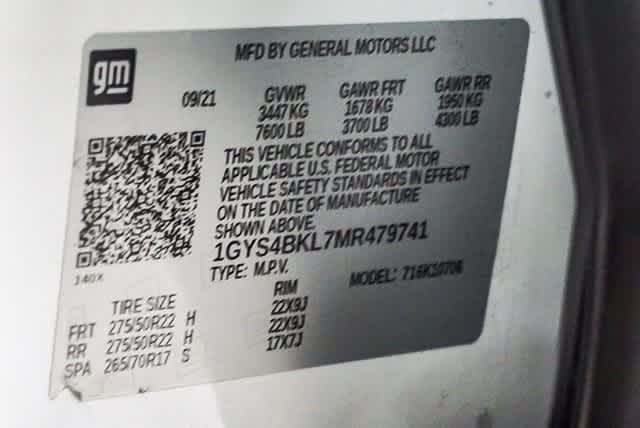 gm
MFD BY GENERAL MOTORS LLC
09/21 GVWR GAWR FRT GAWR RR
3447 KG 1678 KG 1950 KG
7600 LB 3700 LB 4300 LB
THIS VEHICLE CONFORMS TO ALL
APPLICABLE U.S. FEDERAL MOTOR
VEHICLE SAFETY STANDARDS IN EFFECT
ON THE DATE OF MANUFACTURE
SHOWN ABOVE.
1GYS4BKL7MR479741
140X
TYPE: M.P.V. MODEL: 716K10706
TIRE SIZE RIM
FRT 275/50R22 H 22X9J
RR 275/50R22 H 22X9J
SPA 265/70R17 S 17X7J